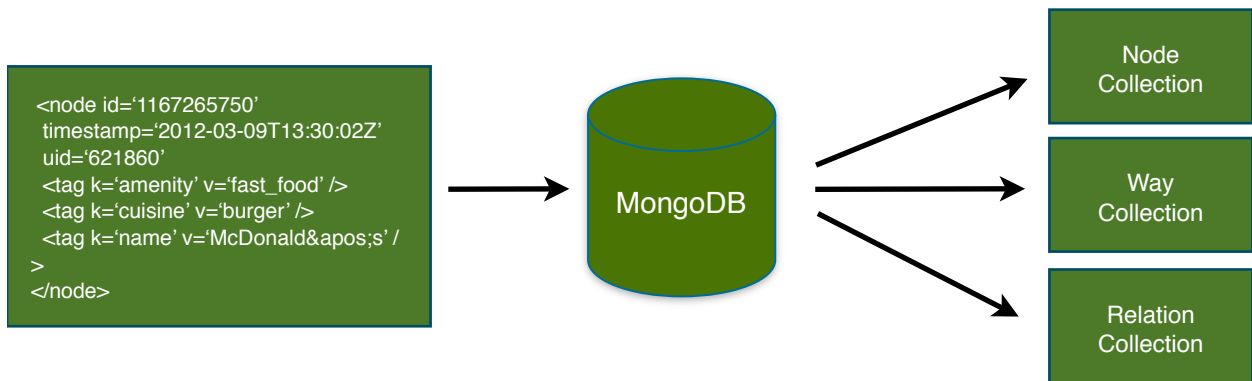 <node id=‘1167265750’
timestamp=‘2012-03-09T13:30:02Z’
uid=‘621860’
<tag k=‘amenity’ v=‘fast_food’ />
<tag k=‘cuisine’ v=‘burger’ />
<tag k=‘name’ v=‘McDonald&apos;s’ /
>
</node>
MongoDB
Node
Collection
Way
Collection
Relation
Collection